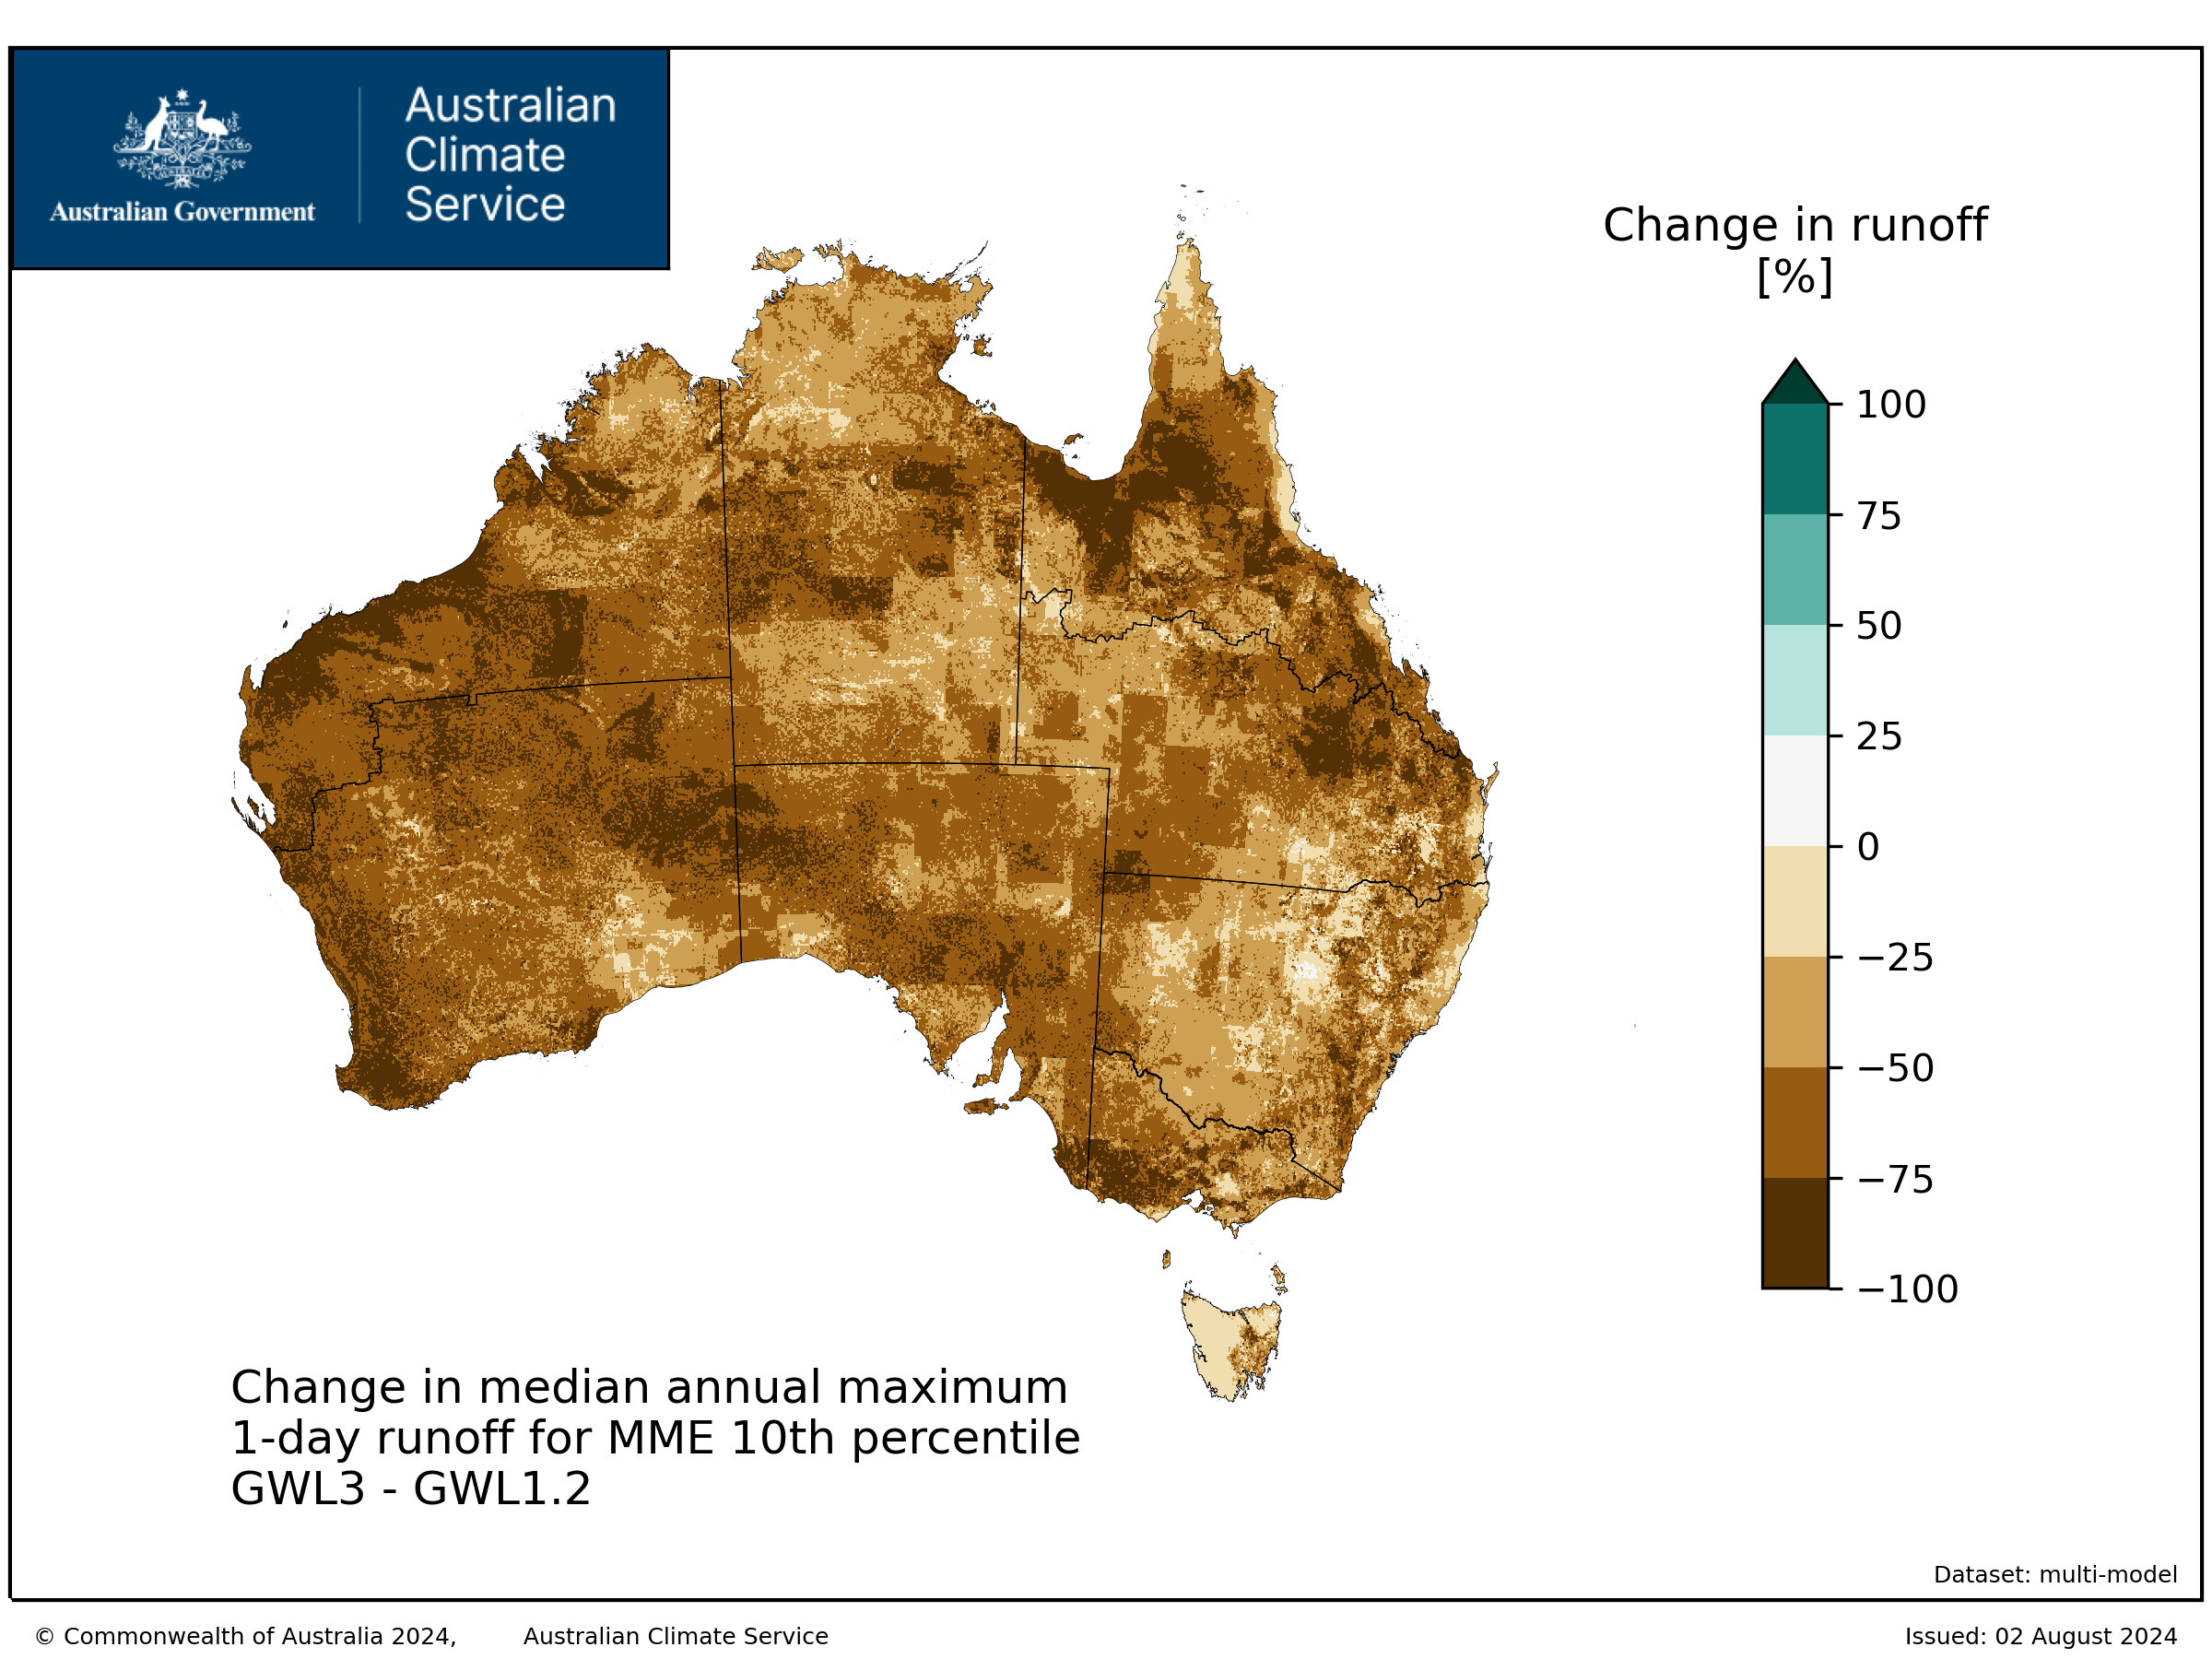 Australian Government
Australian
Climate
Service
Change in runoff
[%]
100
75
50
25
0
−25
−50
−75
−100
Change in median annual maximum
1-day runoff for MME 10th percentile
GWL3 - GWL1.2
Dataset: multi-model
© Commonwealth of Australia 2024, Australian Climate Service
Issued: 02 August 2024